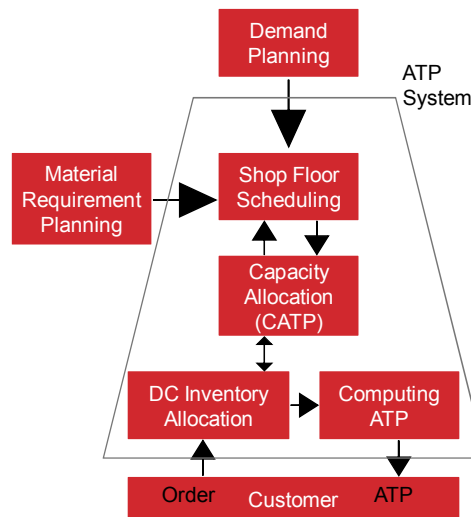 Demand
Planning
ATP
System
Material
Requirement
Planning
Shop Floor
Scheduling
Capacity
Allocation
(CATP)
DC Inventory
Allocation
Computing
ATP
Order Customer ATP